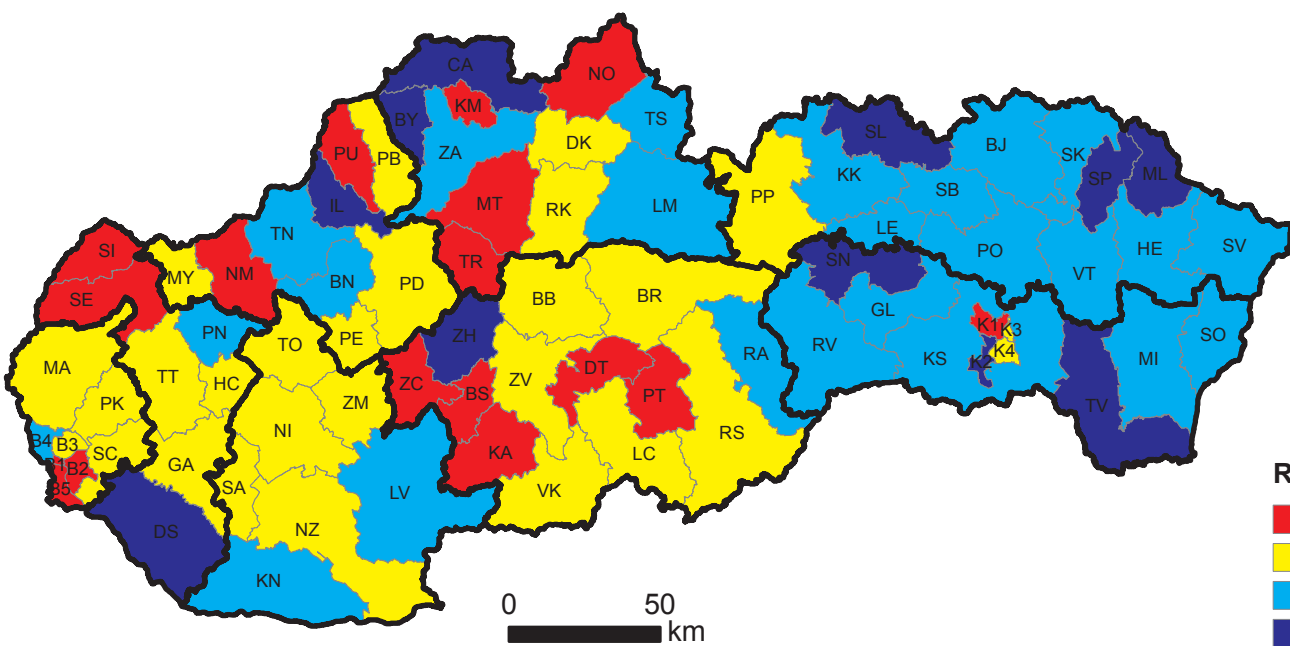 CA
NO
KM
TS
BY
SL
DK
BJ
PU
PB
ZA
SK
KK
SP
ML
SB
PP
IL
MT
RK
LM
LE
TN
SI
PO
HE
SV
NM
TR
SN
MY
VT
BN
PD
BR
SE
BB
GL
PN
ZH
K1
K3
SO
TO
PE
RV
RA
K4
KS
K2
MI
MA
TT
HC
ZC
ZV
DT
BS
PT
PK
ZM
TV
NI
RS
B4
B3
SC
KA
LC
GA
B2
SA
B5
VK
LV
R
DS
NZ
KN
0 50
km